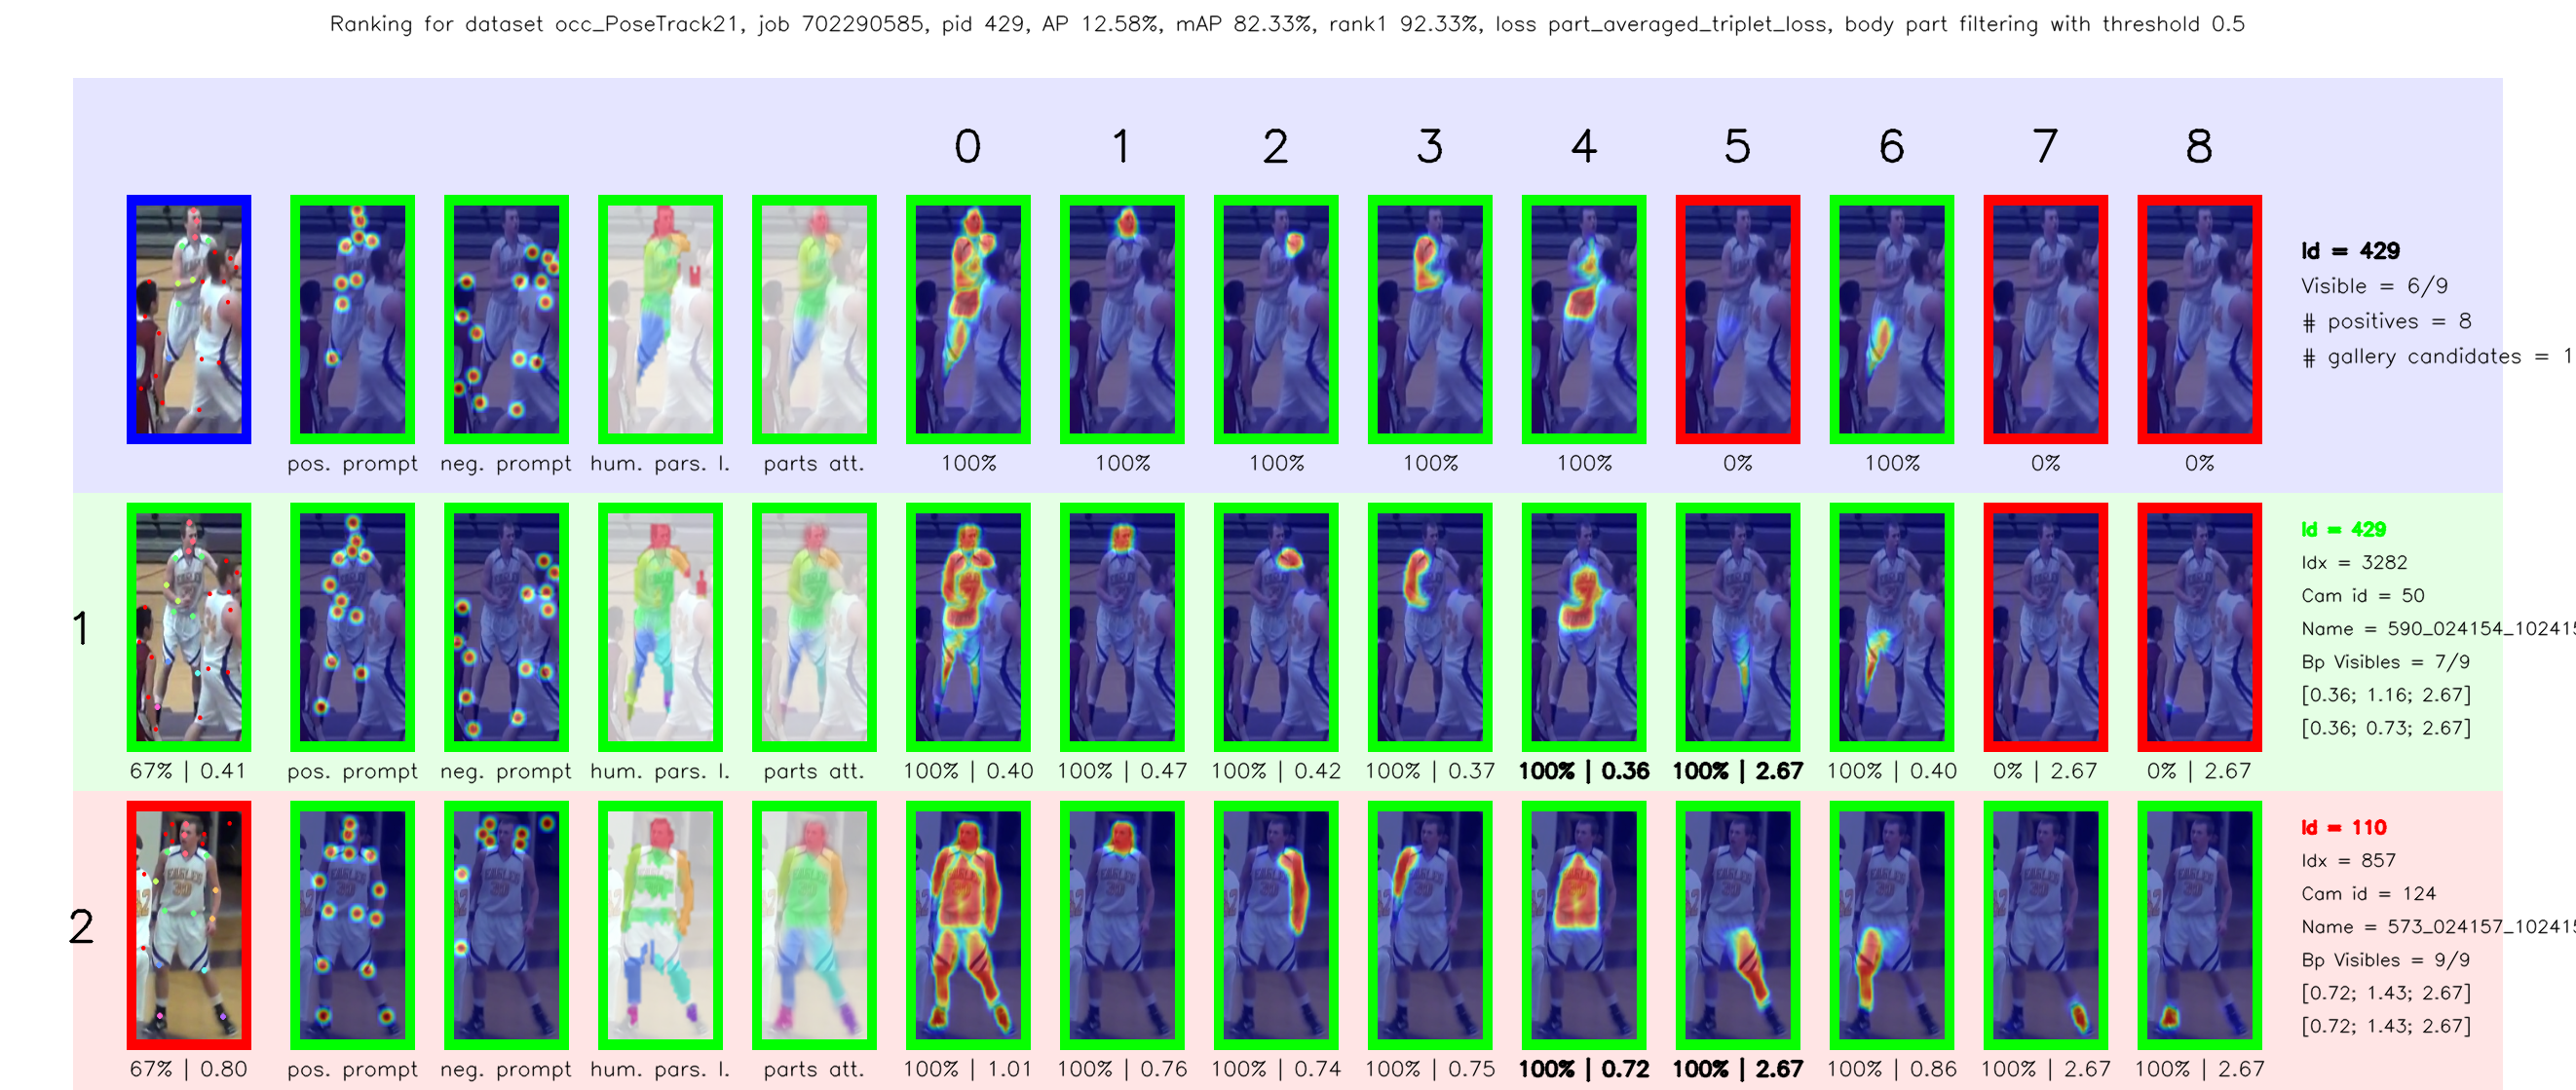 Ranking for dataset occ_PoseTrack21, job 702290585, pid 429, AP 12.58%, mAP 82.33%, rank1 92.33%, loss part_averaged_triplet_loss, body part filtering with threshold 0.5
0 1 2 3 4 5 6 7 8
Id = 429
Visible = 6/9
# positives = 8
# gallery candidates = 1
pos. prompt neg. prompt hum. pars. l. parts att. 100% 100% 100% 100% 100% 0% 100% 0% 0%
1
Id = 429
Idx = 3282
Cam id = 50
Name = 590_024154_102415
Bp Visibles = 7/9
[0.36; 1.16; 2.67]
[0.36; 0.73; 2.67]
67% | 0.41 pos. prompt neg. prompt hum. pars. l. parts att. 100% | 0.40 100% | 0.47 100% | 0.42 100% | 0.37 100% | 0.36 100% | 2.67 100% | 0.40 0% | 2.67 0% | 2.67
2
EAGLES
Id = 110
Idx = 857
Cam id = 124
Name = 573_024157_102415
Bp Visibles = 9/9
[0.72; 1.43; 2.67]
[0.72; 1.43; 2.67]
67% | 0.80 pos. prompt neg. prompt hum. pars. l. parts att. 100% | 1.01 100% | 0.76 100% | 0.74 100% | 0.75 100% | 0.72 100% | 2.67 100% | 0.86 100% | 2.67 100% | 2.67